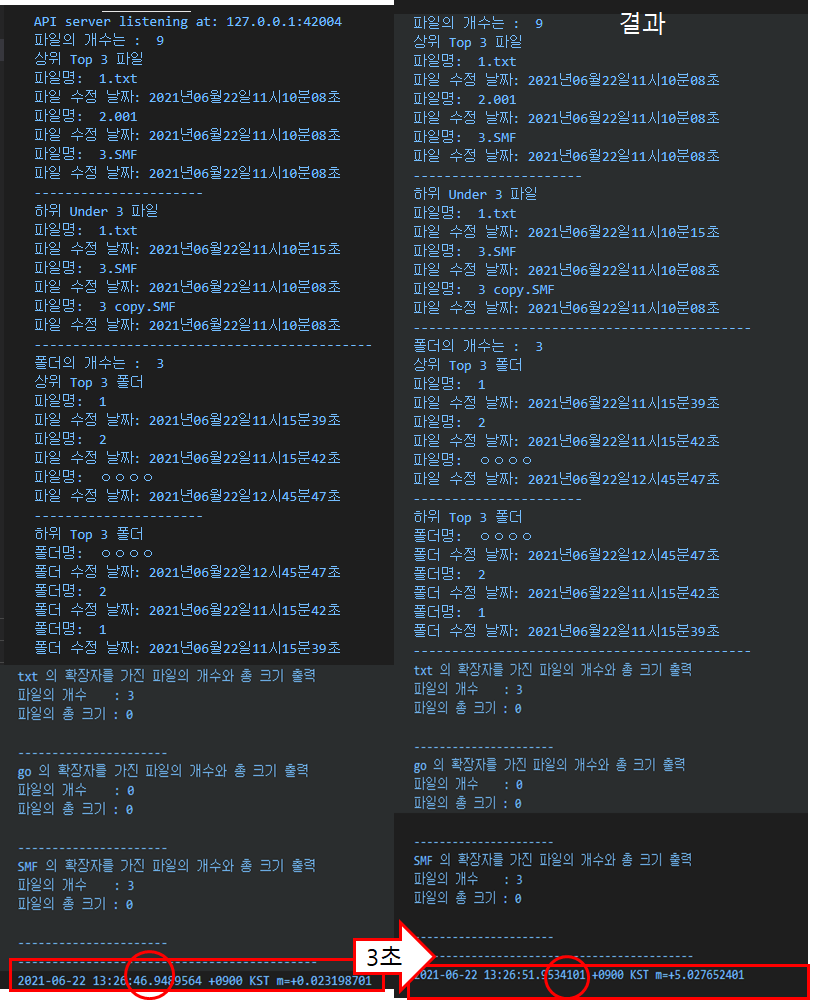 API server listening at: 127.0.0.1:42004
파일의 개수는 :  9
상위 Top 3 파일
파일명:  1.txt
파일 수정 날짜: 2021년06월22일11시10분08초
파일명:  2.001
파일 수정 날짜: 2021년06월22일11시10분08초
파일명:  3.SMF
파일 수정 날짜: 2021년06월22일11시10분08초
---------------------
하위 Under 3 파일
파일명:  1.txt
파일 수정 날짜: 2021년06월22일11시10분15초
파일명:  3.SMF
파일 수정 날짜: 2021년06월22일11시10분08초
파일명:  3 copy.SMF
파일 수정 날짜: 2021년06월22일11시10분08초
------------------------------------------
폴더의 개수는 :  3
상위 Top 3 폴더
파일명:  1
파일 수정 날짜: 2021년06월22일11시15분39초
파일명:  2
파일 수정 날짜: 2021년06월22일11시15분42초
파일명:  ㅇㅇㅇㅇ
파일 수정 날짜: 2021년06월22일12시45분47초
---------------------
하위 Top 3 폴더
폴더명:  ㅇㅇㅇㅇ
폴더 수정 날짜: 2021년06월22일12시45분47초
폴더명:  2
폴더 수정 날짜: 2021년06월22일11시15분42초
폴더명:  1
폴더 수정 날짜: 2021년06월22일11시15분39초
txt 의 확장자를 가진 파일의 개수와 총 크기 출력
파일의 개수   : 3
파일의 총 크기 : 0
---------------------
go 의 확장자를 가진 파일의 개수와 총 크기 출력
파일의 개수   : 0
파일의 총 크기 : 0
---------------------
SMF 의 확장자를 가진 파일의 개수와 총 크기 출력
파일의 개수   : 3
파일의 총 크기 : 0
---------------------
------------------------------------------
2021-06-22 13:26:46.9489564 +0900 KST m=+0.023198701
3초
결과
파일의 개수는 :  9
상위 Top 3 파일
파일명:  1.txt
파일 수정 날짜: 2021년06월22일11시10분08초
파일명:  2.001
파일 수정 날짜: 2021년06월22일11시10분08초
파일명:  3.SMF
파일 수정 날짜: 2021년06월22일11시10분08초
---------------------
하위 Under 3 파일
파일명:  1.txt
파일 수정 날짜: 2021년06월22일11시10분15초
파일명:  3.SMF
파일 수정 날짜: 2021년06월22일11시10분08초
파일명:  3 copy.SMF
파일 수정 날짜: 2021년06월22일11시10분08초
------------------------------------------
폴더의 개수는 :  3
상위 Top 3 폴더
파일명:  1
파일 수정 날짜: 2021년06월22일11시15분39초
파일명:  2
파일 수정 날짜: 2021년06월22일11시15분42초
파일명:  ㅇㅇㅇㅇ
파일 수정 날짜: 2021년06월22일12시45분47초
---------------------
하위 Top 3 폴더
폴더명:  ㅇㅇㅇㅇ
폴더 수정 날짜: 2021년06월22일12시45분47초
폴더명:  2
폴더 수정 날짜: 2021년06월22일11시15분42초
폴더명:  1
폴더 수정 날짜: 2021년06월22일11시15분39초
------------------------------------------
txt 의 확장자를 가진 파일의 개수와 총 크기 출력
파일의 개수   : 3
파일의 총 크기 : 0
---------------------
go 의 확장자를 가진 파일의 개수와 총 크기 출력
파일의 개수   : 0
파일의 총 크기 : 0
---------------------
SMF 의 확장자를 가진 파일의 개수와 총 크기 출력
파일의 개수   : 3
파일의 총 크기 : 0
---------------------
------------------------------------------
2021-06-22 13:26:51.9534101 +0900 KST m=+5.027652401